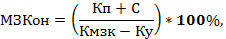 МЗКон = (Кп + С / Кмзк − Ку) * 100%,